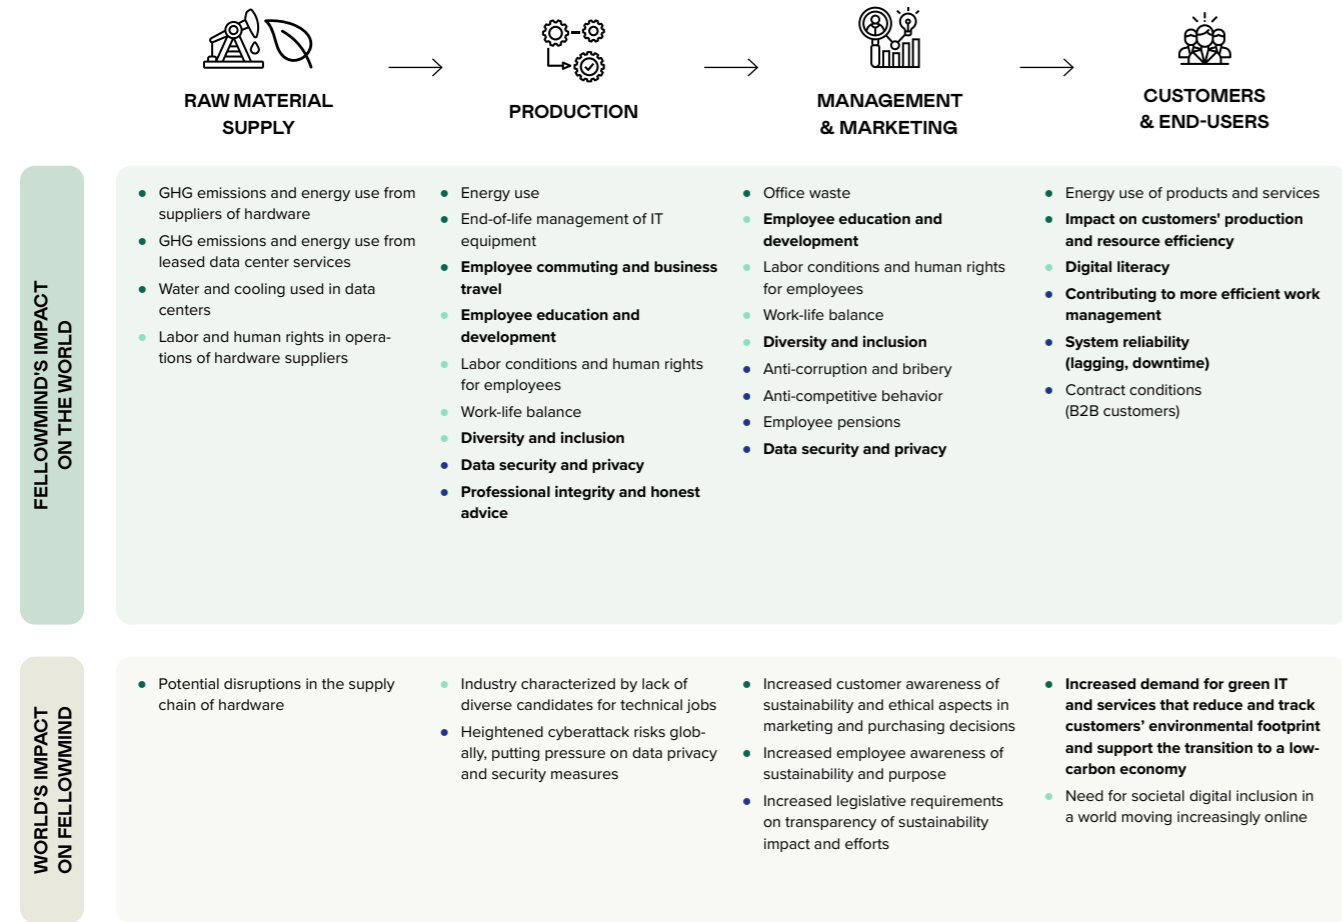 RAW MATERIAL
SUPPLY
PRODUCTION
MANAGEMENT
& MARKETING
CUSTOMERS
& END-USERS
FELLOWMIND'S IMPACT
ON THE WORLD
GHG emissions and energy use from
suppliers of hardware
GHG emissions and energy use from
leased data center services
Water and cooling used in data
centers
Labor and human rights in opera-
tions of hardware suppliers
Energy use
End-of-life management of IT
equipment
Employee commuting and business
travel
Employee education and
development
Labor conditions and human rights
for employees
Work-life balance
Diversity and inclusion
Data security and privacy
Professional integrity and honest
advice
Office waste
Employee education and
development
Labor conditions and human rights
for employees
Work-life balance
Diversity and inclusion
Anti-corruption and bribery
Anti-competitive behavior
Employee pensions
Data security and privacy
Energy use of products and services
Impact on customers' production
and resource efficiency
Digital literacy
Contributing to more efficient work
management
System reliability
(lagging, downtime)
Contract conditions
(B2B customers)
WORLD'S IMPACT
ON FELLOWMIND
Potential disruptions in the supply
chain of hardware
Industry characterized by lack of
diverse candidates for technical jobs
Heightened cyberattack risks glob-
ally, putting pressure on data privacy
and security measures
Increased customer awareness of
sustainability and ethical aspects in
marketing and purchasing decisions
Increased employee awareness of
sustainability and purpose
Increased legislative requirements
on transparency of sustainability
impact and efforts
Increased demand for green IT
and services that reduce and track
customers’ environmental footprint
and support the transition to a low-
carbon economy
Need for societal digital inclusion in
a world moving increasingly online